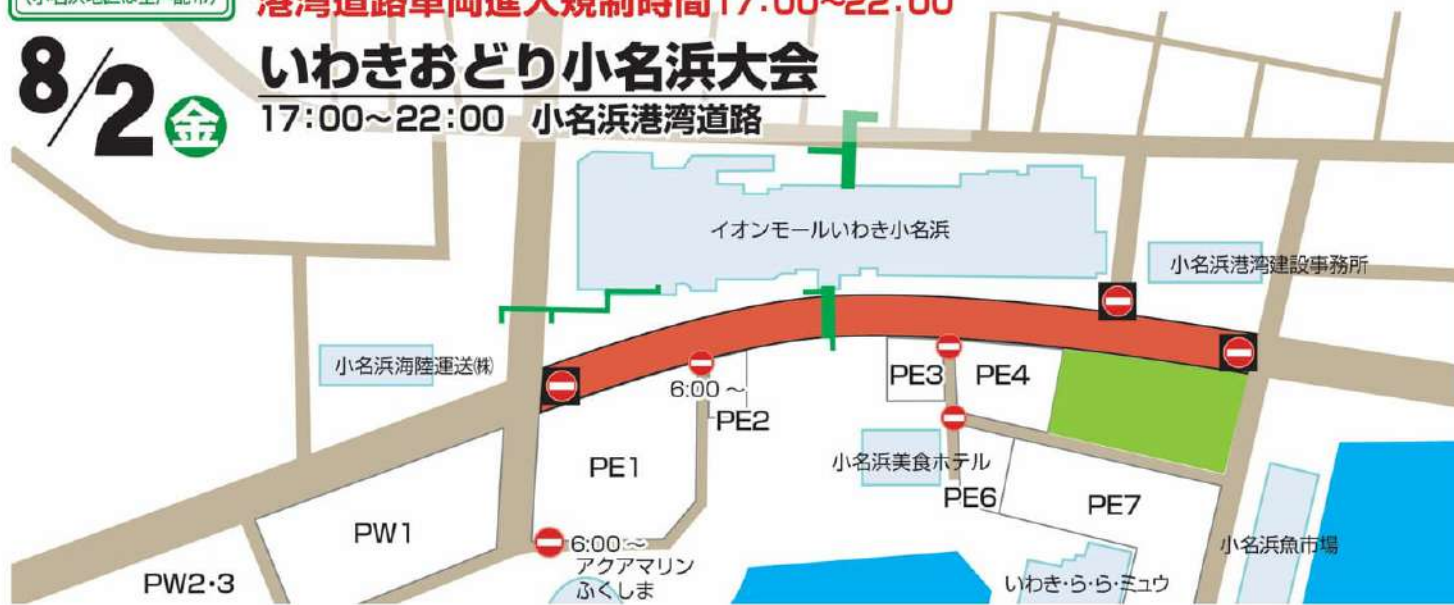 港湾道路車両進入規制時間17:00~22:00
8/2 金
いわきおどり小名浜大会
17:00～22:00 小名浜港湾道路
イオンモールいわき小名浜
小名浜港湾建設事務所
小名浜海陸運送㈱
6:00～
PE2
PE3
PE4
PE1
小名浜美食ホテル
PE6
PE7
PW1
6:00～
アクアマリン
ふくしま
小名浜魚市場
PW2・3
いわき・ら・ら・ミュウ